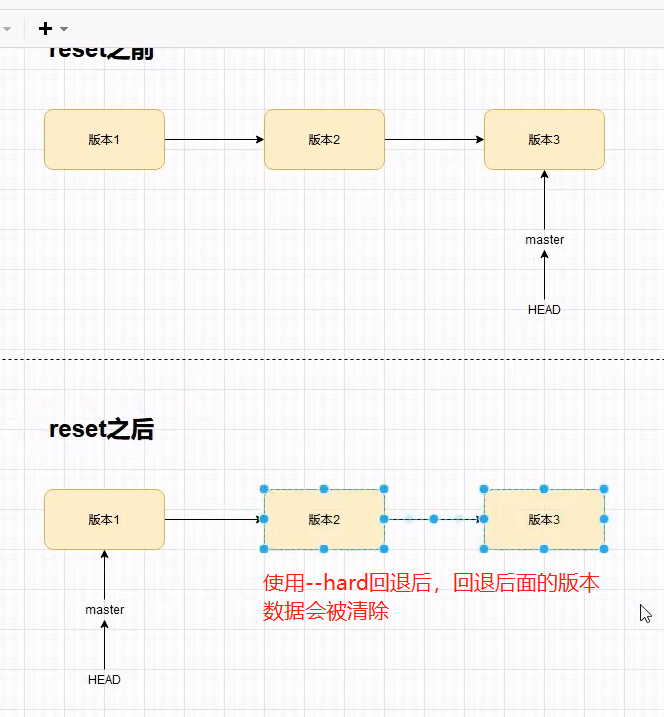 reset之前
版本1 版本2 版本3
master
HEAD
reset之后
版本1 版本2 版本3
使用--hard回退后，回退后面的版本
数据会被清除
master
HEAD